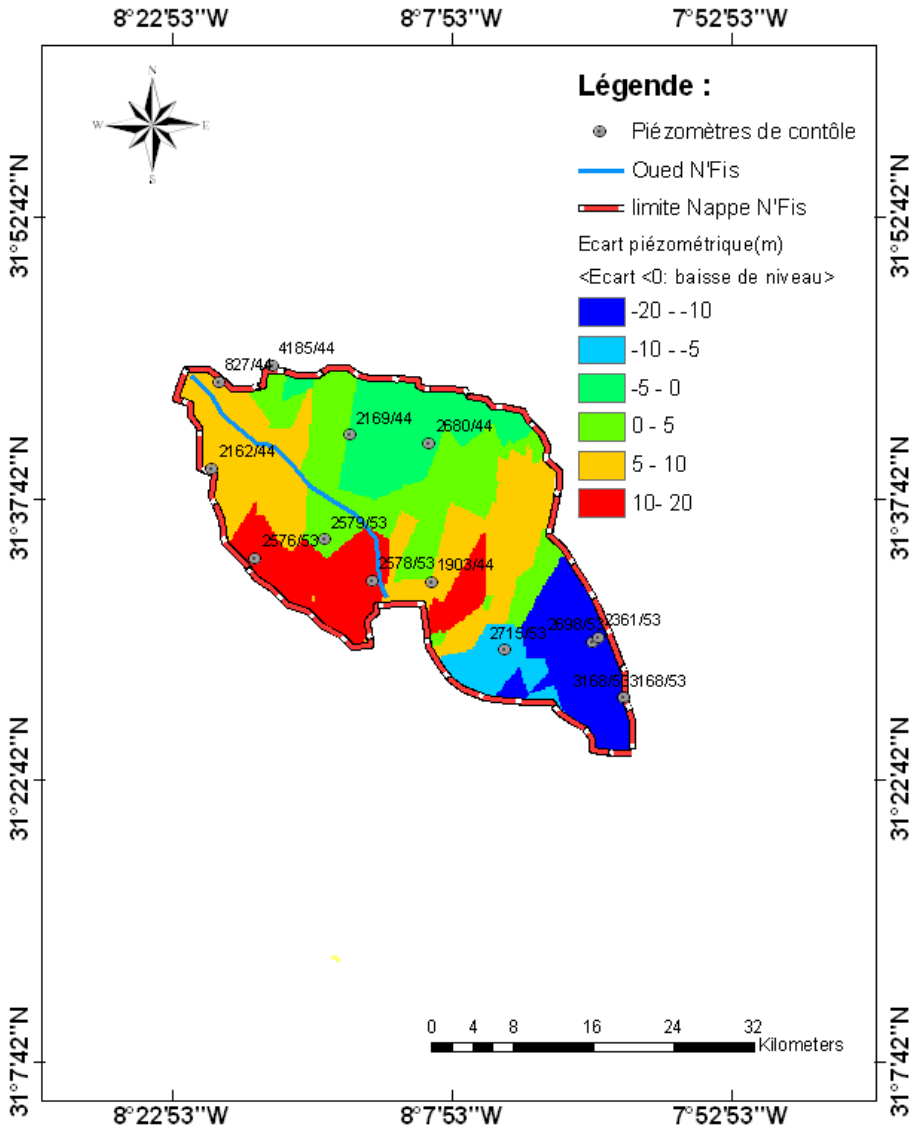 8°22'53"W
8°7'53"W
7°52'53"W
31°52'42"N
31°37'42"N
31°22'42"N
31°7'42"N
31°52'42"N
31°37'42"N
31°22'42"N
31°7'42"N
N
W
E
S
Légende :
Piézomètres de contôle
Oued N'Fis
limite Nappe N'Fis
Ecart piézométrique(m)
<Ecart <0: baisse de niveau>
-20 - -10
-10 - -5
-5 - 0
0 - 5
5 - 10
10- 20
4185/44
827/44
2169/44
2680/44
2162/44
2579/53
2576/53
2578/53
1903/44
2698/53
2361/53
2715/53
3168/53
3168/53
0 4 8 16 24 32
Kilometers
8°22'53"W
8°7'53"W
7°52'53"W